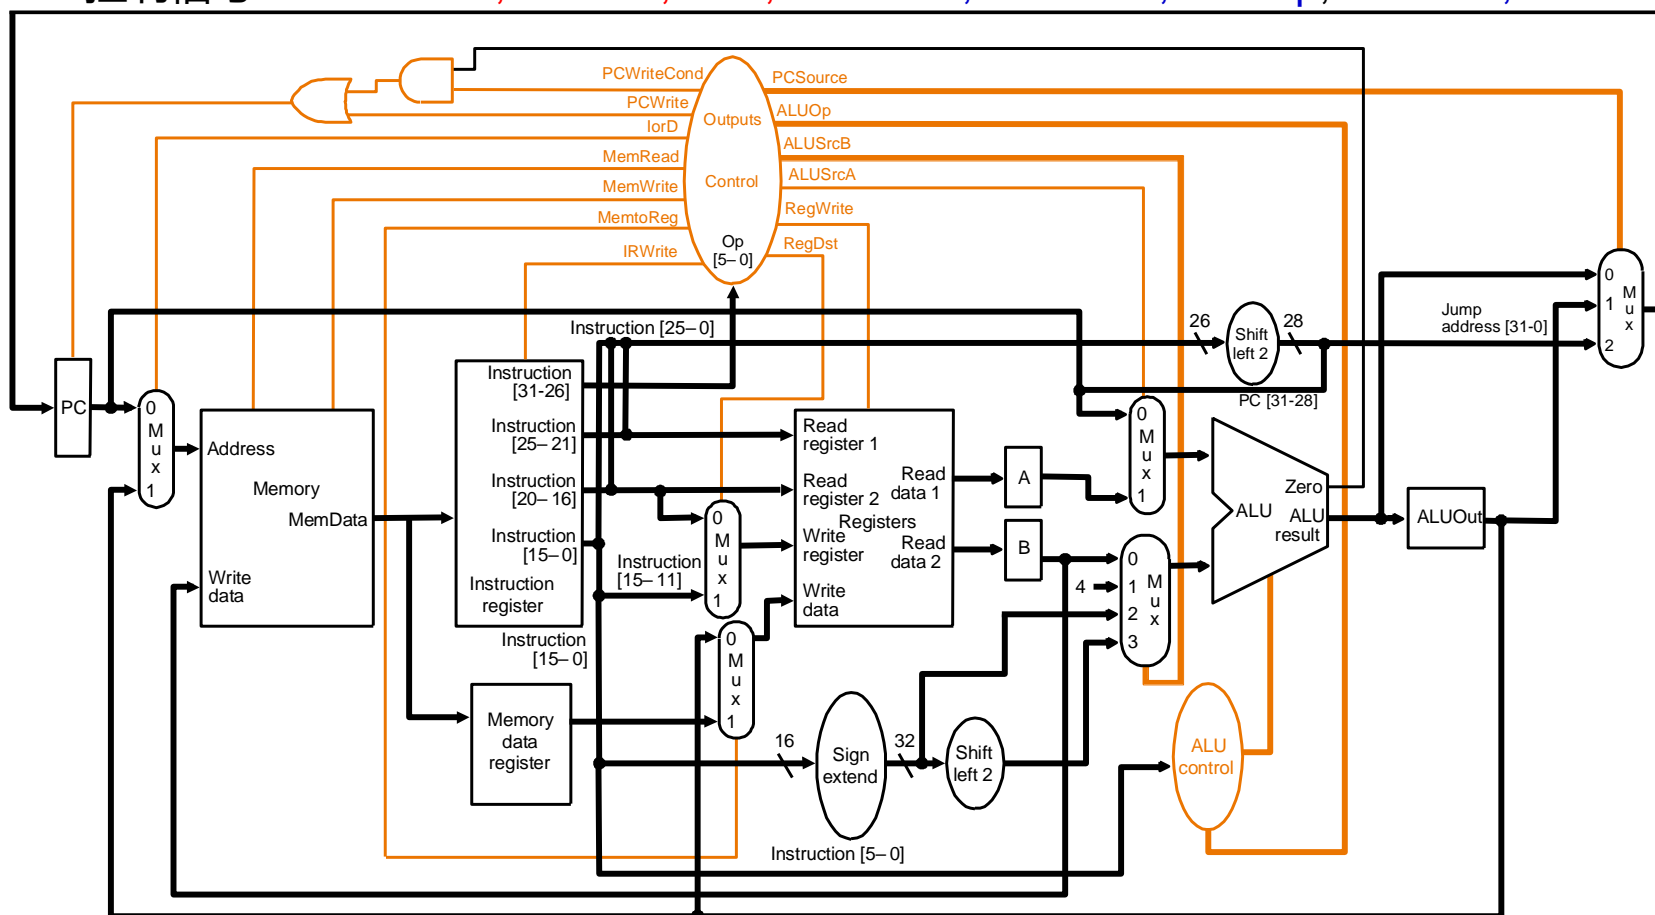 PCWriteCond
PCSource
PCWrite
Outputs
ALUOp
IorD
ALUSrcB
MemRead
Control
ALUSrcA
MemWrite
RegWrite
MemtoReg
Op
[5–0]
RegDst
IRWrite
Instruction [25–0]
26
Shift
left 2
28
Jump
address [31-0]
0
1
2
M
u
x
PC [31-28]
PC
0
M
u
x
1
Address
Memory
MemData
Write
data
Instruction
[31-26]
Instruction
[25–21]
Instruction
[20–16]
Instruction
[15–0]
Instruction
register
Instruction
[15–11]
0
M
u
x
1
Read
register 1
Read
register 2
Registers
Write
register
Write
data
Read
data 1
Read
data 2
A
B
0
M
u
x
1
4
0
1
2
3
M
u
x
Zero
ALU
ALU
result
ALUOut
Instruction
[15–0]
0
M
u
x
1
Memory
data
register
16
Sign
extend
32
Shift
left 2
ALU
control
Instruction [5–0]